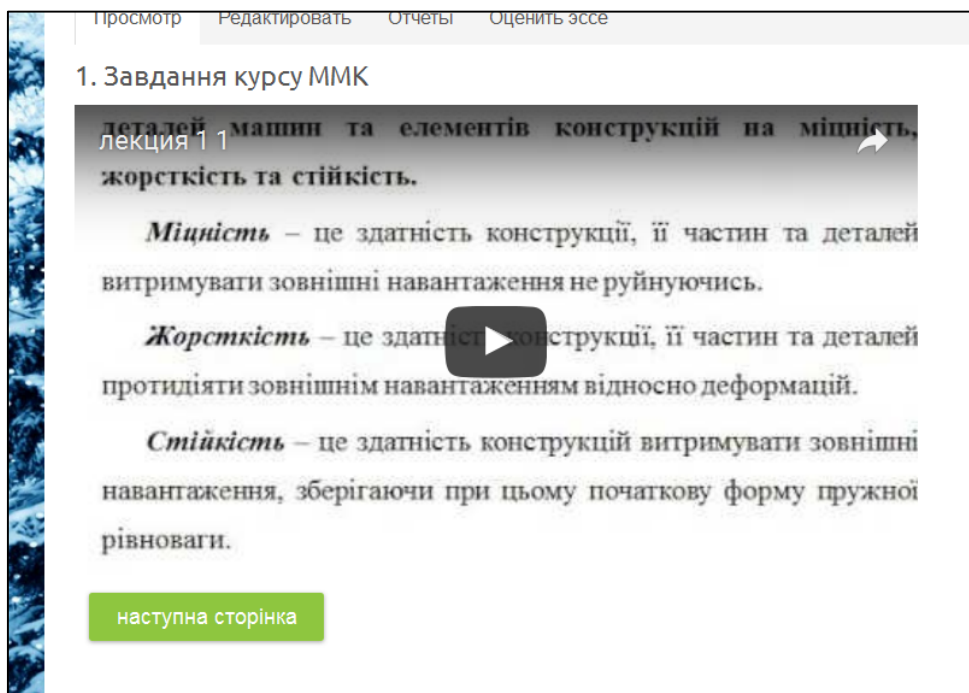 Просмотр Редактировать Отчеты Оценить эссе
1. Завдання курсу ММК
лекция 1 1
деталей машин та елементів конструкцій на міцність,
жорсткість та стійкість.
Міцність – це здатність конструкції, її частин та деталей
витримувати зовнішні навантаження не руйнуючись.
Жорсткість – це здатність конструкції, її частин та деталей
протидіяти зовнішнім навантаженням відносно деформацій.
Стійкість – це здатність конструкцій витримувати зовнішні
навантаження, зберігаючи при цьому початкову форму пружної
рівноваги.
наступна сторінка